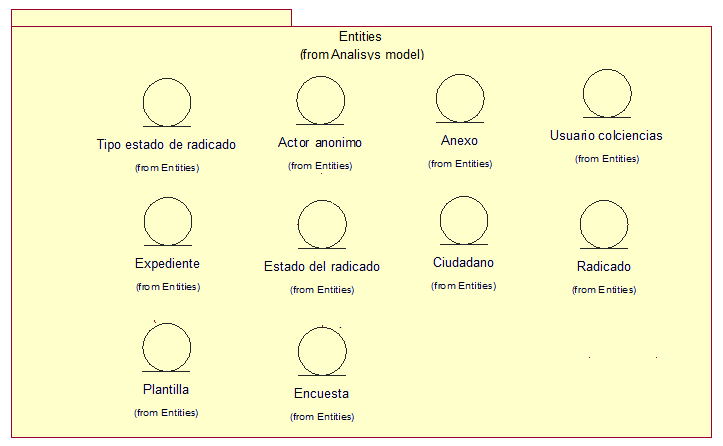 Entities
(from Analisys model)
Tipo estado de radicado
(from Entities)
Actor anonimo
(from Entities)
Anexo
(from Entities)
Usuario colciencias
(from Entities)
Expediente
(from Entities)
Estado del radicado
(from Entities)
Ciudadano
(from Entities)
Radicado
(from Entities)
Plantilla
(from Entities)
Encuesta
(from Entities)